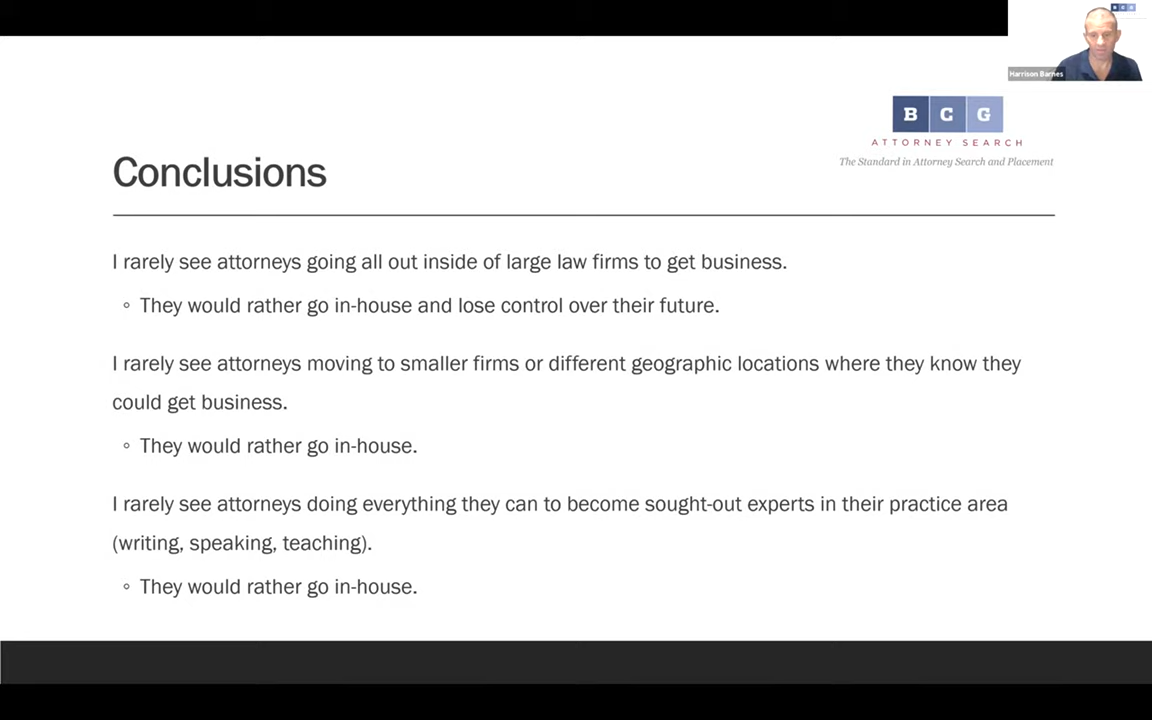 B C G
Harrison Barnes
B C G
ATTORNEY SEARCH
The Standard in Attorney Search and Placement
Conclusions
I rarely see attorneys going all out inside of large law firms to get business.
◦ They would rather go in-house and lose control over their future.
I rarely see attorneys moving to smaller firms or different geographic locations where they know they
could get business.
◦ They would rather go in-house.
I rarely see attorneys doing everything they can to become sought-out experts in their practice area
(writing, speaking, teaching).
◦ They would rather go in-house.